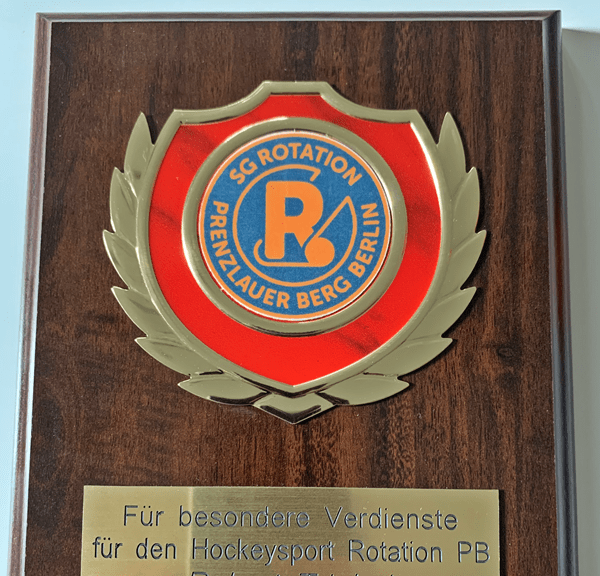 SG ROTATION
R
PRENZLAUER BERG BERLIN
Für besondere Verdienste
für den Hockeysport Rotation PB